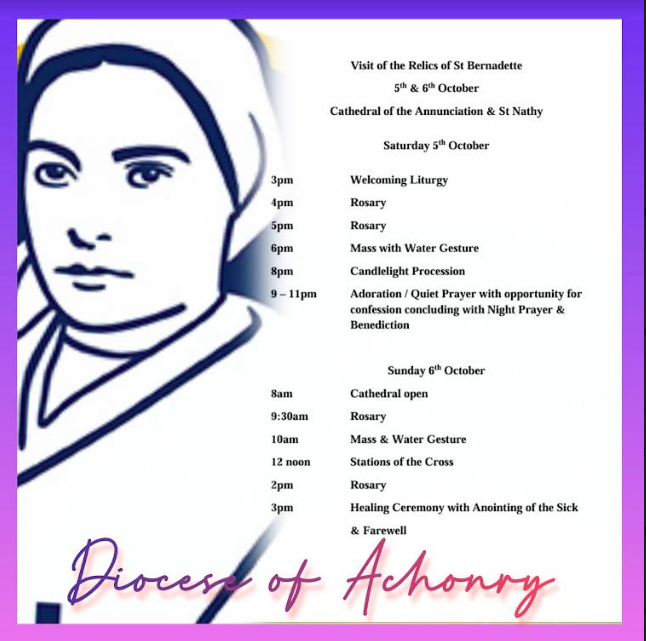 Visit of the Relics of St Bernadette
5th & 6th October
Cathedral of the Annunciation & St Nathy
Saturday 5th October
3pm Welcoming Liturgy
4pm Rosary
5pm Rosary
6pm Mass with Water Gesture
8pm Candlelight Procession
9 – 11pm Adoration / Quiet Prayer with opportunity for
confession concluding with Night Prayer &
Benediction
Sunday 6th October
8am Cathedral open
9:30am Rosary
10am Mass & Water Gesture
12 noon Stations of the Cross
2pm Rosary
3pm Healing Ceremony with Anointing of the Sick
& Farewell
Diocese of Achonry